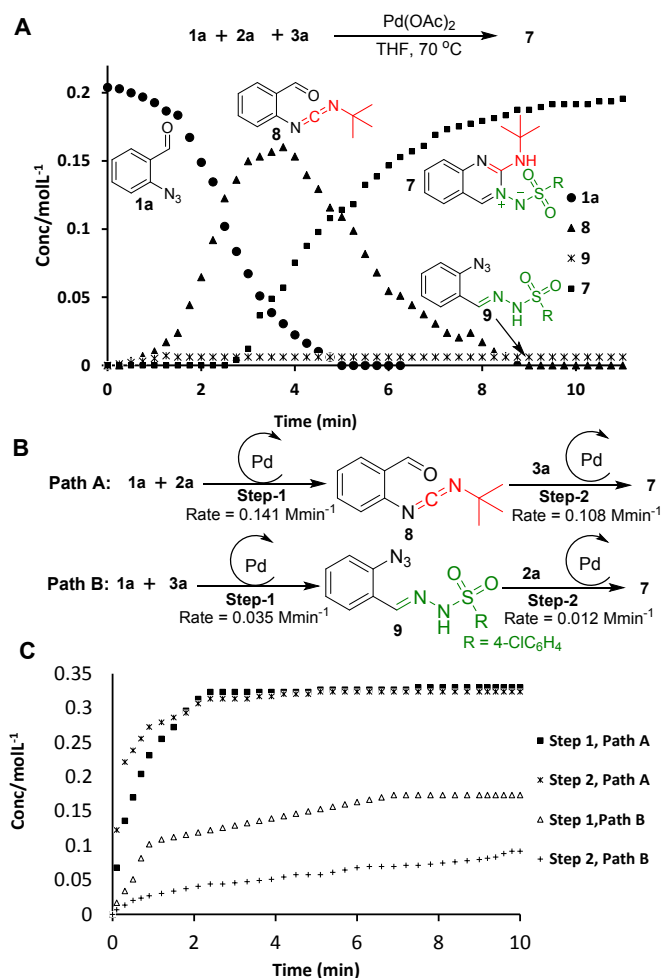 A
1a + 2a + 3a
Pd(OAc)2
THF, 70 °C
7
Conc/molL-1
0.2
0.15
0.1
0.05
0
0 2 4 6 8 10
Time (min)
O
N3
1a
O
N=C=N
8
7
N
NH
N
+
N
−
O
S
O
R
N3
N
NH
O
S
O
R
9
1a
8
9
7
B
Path A: 1a + 2a
Pd
Step-1
Rate = 0.141 Mmin-1
O
N=C=N
8
3a
Pd
Step-2
Rate = 0.108 Mmin-1
7
Path B: 1a + 3a
Pd
Step-1
Rate = 0.035 Mmin-1
N3
N
NH
O
S
O
R
9
R = 4-ClC6H4
2a
Pd
Step-2
Rate = 0.012 Mmin-1
7
C
Conc/molL-1
0.35
0.3
0.25
0.2
0.15
0.1
0.05
0
0 2 4 6 8 10
Time (min)
Step 1, Path A
Step 2, Path A
Step 1,Path B
Step 2, Path B